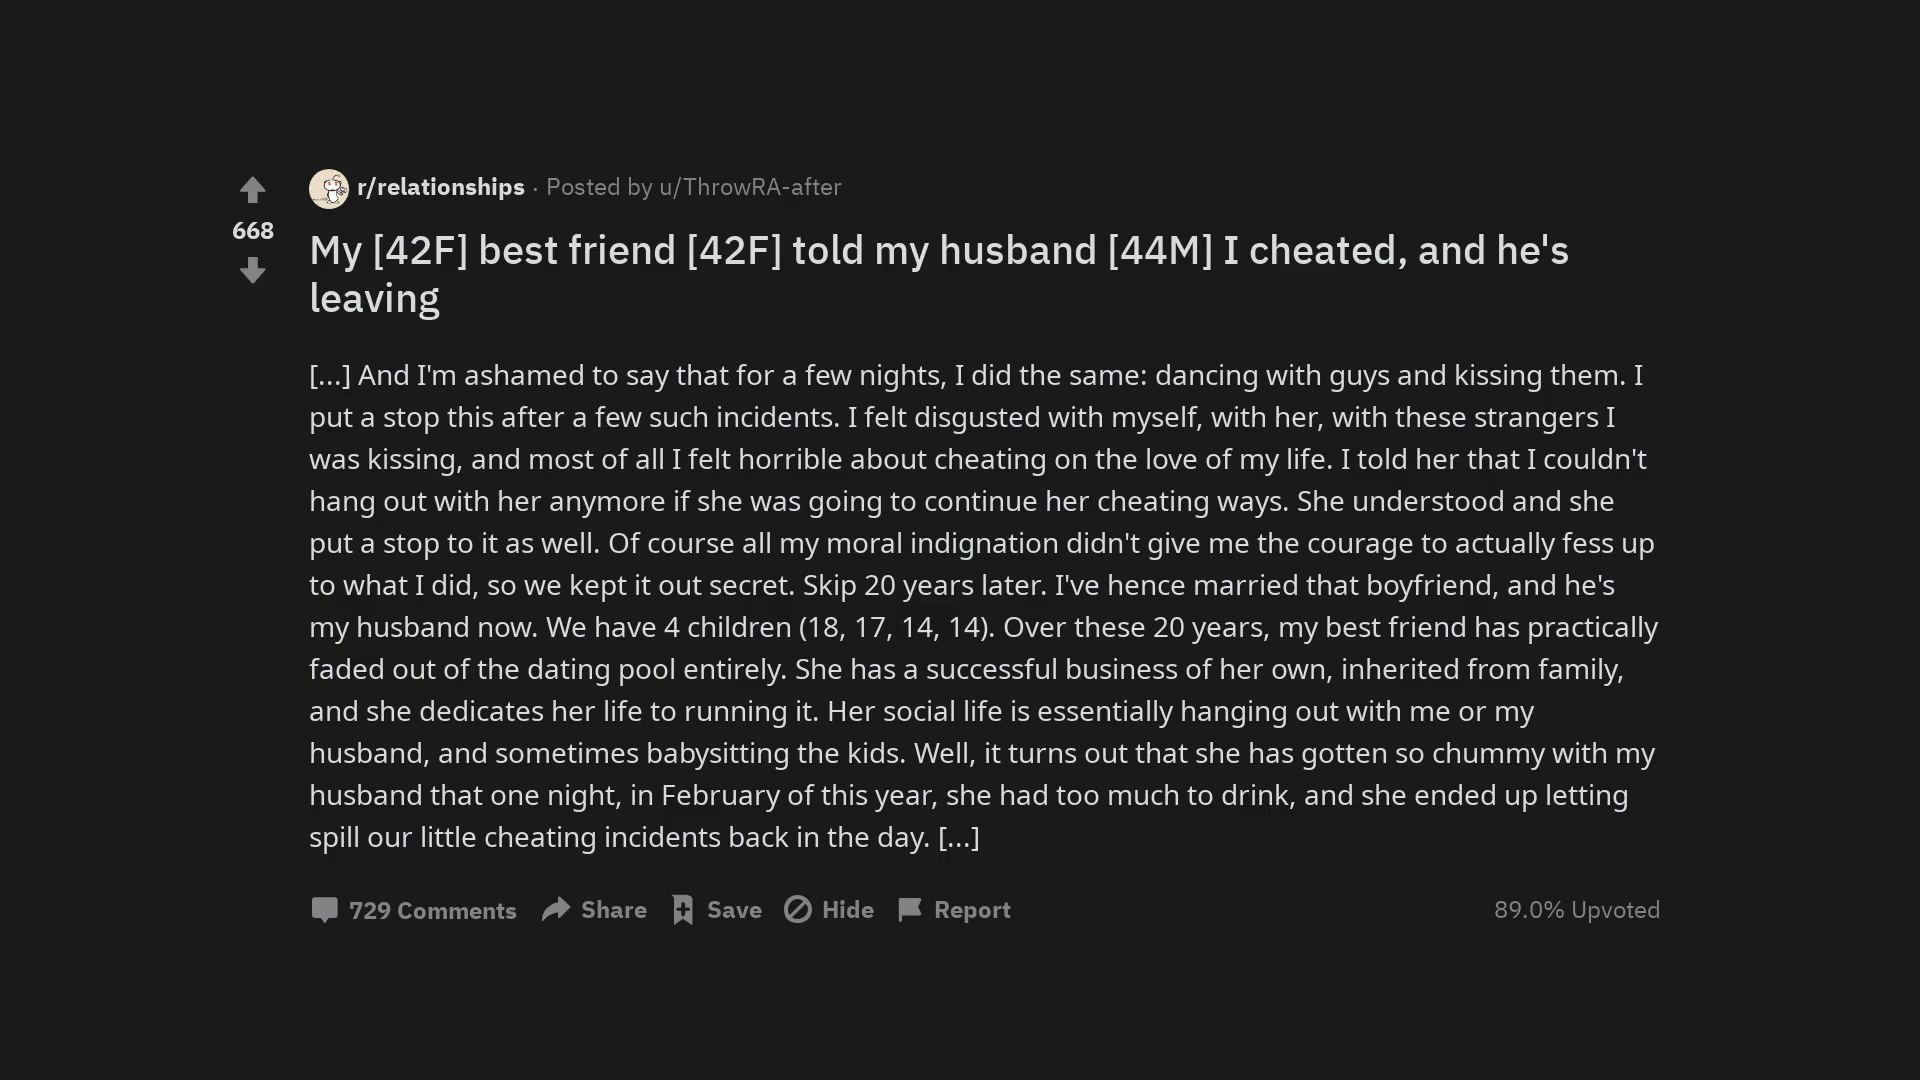 r/relationships · Posted by u/ThrowRA-after
668
My [42F] best friend [42F] told my husband [44M] I cheated, and he's
leaving
[...] And I'm ashamed to say that for a few nights, I did the same: dancing with guys and kissing them. I
put a stop this after a few such incidents. I felt disgusted with myself, with her, with these strangers I
was kissing, and most of all I felt horrible about cheating on the love of my life. I told her that I couldn't
hang out with her anymore if she was going to continue her cheating ways. She understood and she
put a stop to it as well. Of course all my moral indignation didn't give me the courage to actually fess up
to what I did, so we kept it out secret. Skip 20 years later. I've hence married that boyfriend, and he's
my husband now. We have 4 children (18, 17, 14, 14). Over these 20 years, my best friend has practically
faded out of the dating pool entirely. She has a successful business of her own, inherited from family,
and she dedicates her life to running it. Her social life is essentially hanging out with me or my
husband, and sometimes babysitting the kids. Well, it turns out that she has gotten so chummy with my
husband that one night, in February of this year, she had too much to drink, and she ended up letting
spill our little cheating incidents back in the day. [...]
729 Comments Share Save Hide Report 89.0% Upvoted